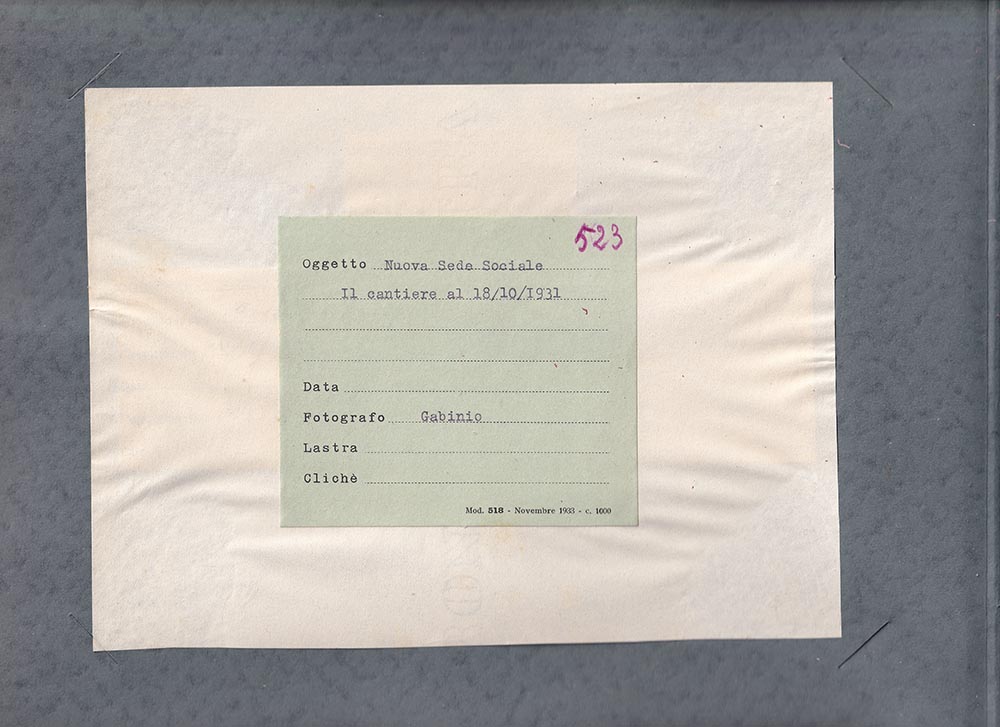 523
Oggetto Nuova Sede Sociale
Il cantiere al 18/10/1931
Data
Fotografo Gabinio
Lastra
Clichè
Mod. 518 - Novembre 1933 - c. 1000